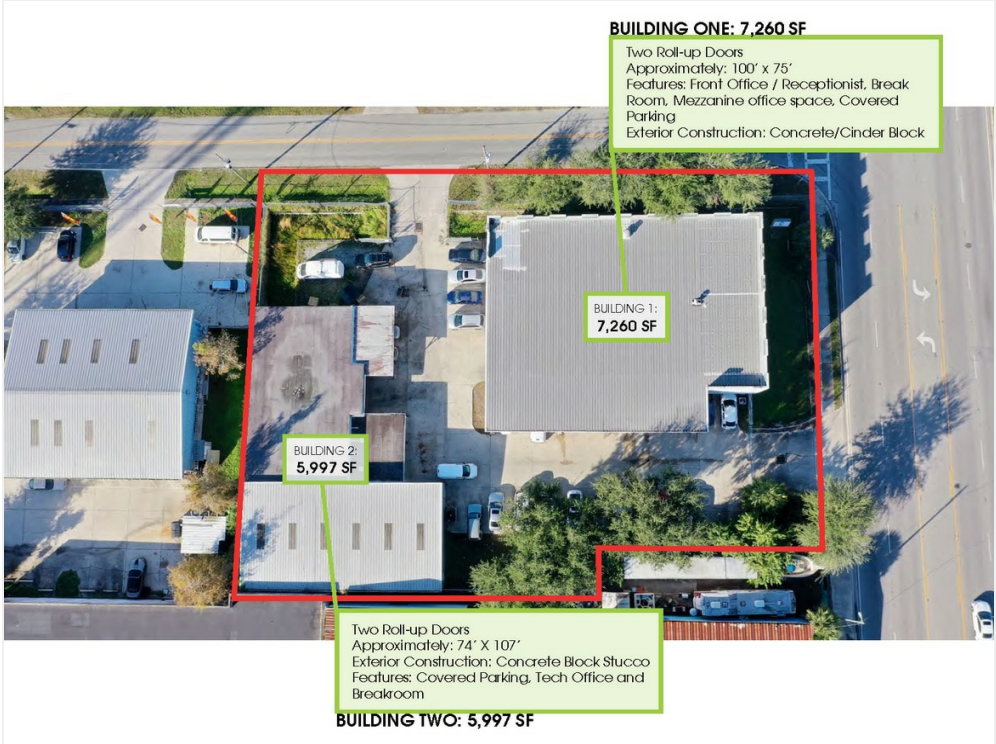 BUILDING ONE: 7,260 SF
Two Roll-up Doors
Approximately: 100' x 75'
Features: Front Office / Receptionist, Break
Room, Mezzanine office space, Covered
Parking
Exterior Construction: Concrete/Cinder Block
BUILDING 1:
7,260 SF
BUILDING 2:
5,997 SF
Two Roll-up Doors
Approximately: 74' X 107'
Exterior Construction: Concrete Block Stucco
Features: Covered Parking, Tech Office and
Breakroom
BUILDING TWO: 5,997 SF